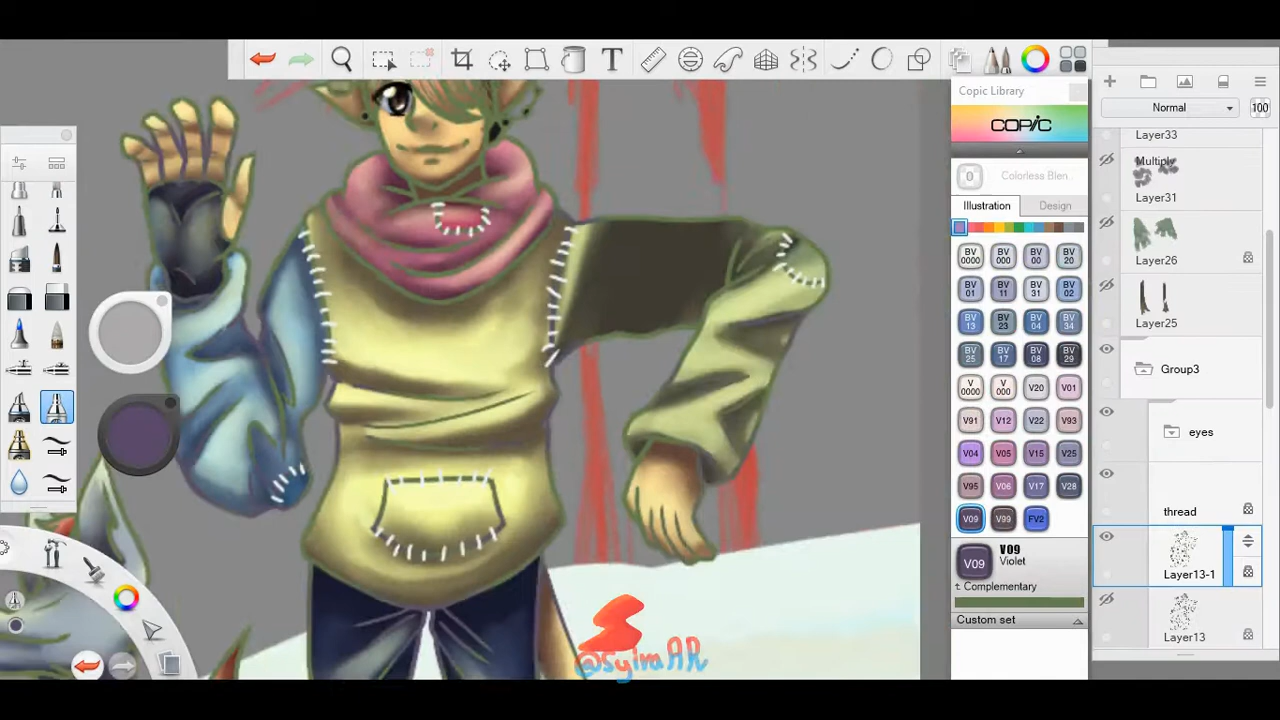 T
Copic Library
COPIC
0 Colorless Blen
Illustration Design
BV 0000 BV 000 BV 00 BV 20
BV 01 BV 11 BV 31 BV 02
BV 13 BV 23 BV 04 BV 34
BV 25 BV 17 BV 08 BV 29
V 0000 V 000 V20 V01
V91 V12 V22 V93
V04 V05 V15 V25
V95 V06 V17 V28
V09 V99 FV2
V09 V09
Violet
t. Complementary
Custom set
Normal 100
Layer33
Multiply
Layer31
Layer26
Layer25
Group3
eyes
thread
Layer13-1
Layer13
@sylraAR